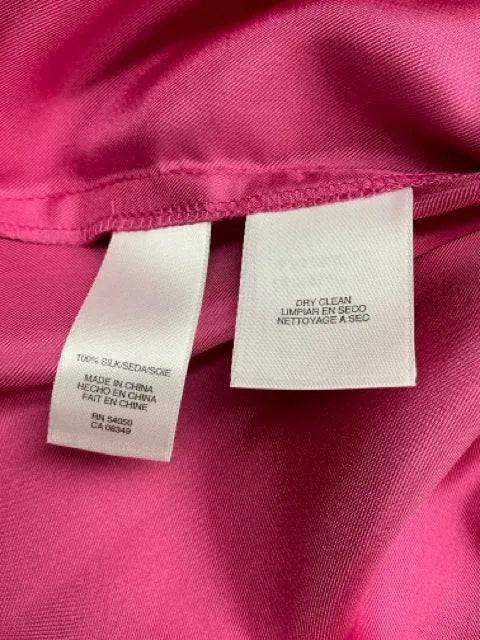 100% SILK/SEDA/SOIE
MADE IN CHINA
HECHO EN CHINA
FAIT EN CHINE
RN 54050
CA 08349
DRY CLEAN
LIMPIAR EN SECO
NETTOYAGE A SEC